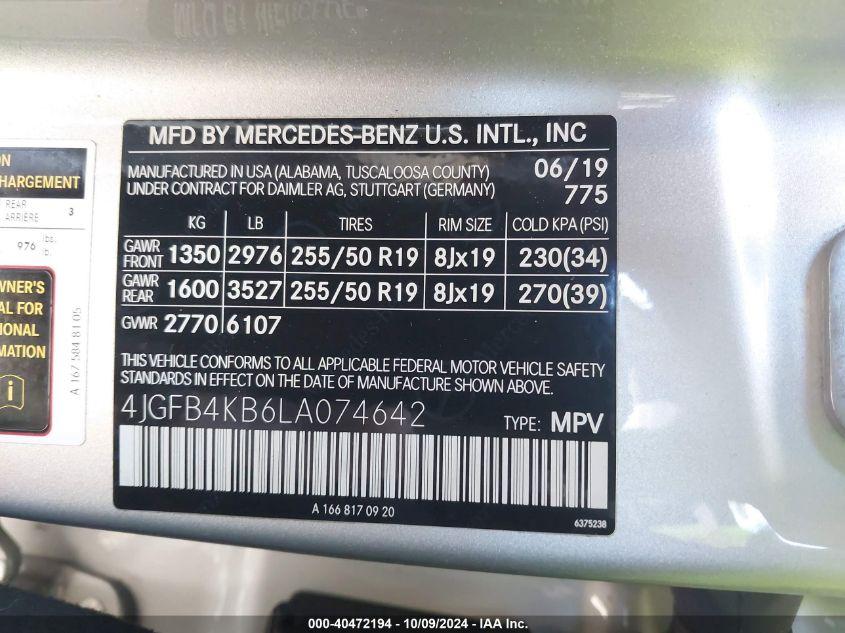 MFD BY MERCEDES-BENZ U.S. INTL., INC
MANUFACTURED IN USA (ALABAMA, TUSCALOOSA COUNTY) 06/19
UNDER CONTRACT FOR DAIMLER AG, STUTTGART (GERMANY) 775
KG LB TIRES RIM SIZE COLD KPA (PSI)
GAWR FRONT 1350 2976 255/50 R19 8Jx19 230(34)
GAWR REAR 1600 3527 255/50 R19 8Jx19 270(39)
GVWR 2770 6107
THIS VEHICLE CONFORMS TO ALL APPLICABLE FEDERAL MOTOR VEHICLE SAFETY
STANDARDS IN EFFECT ON THE DATE OF MANUFACTURE SHOWN ABOVE.
4JGFB4KB6LA074642 TYPE: MPV
A 166 817 09 20
6375238
ON
HARGEMENT
REAR
ARRIÈRE 3
976 lbs.
lb.
WNER'S
AL FOR
IONAL
MATION
i
A 167 584 81 05
000-40472194 - 10/09/2024 - IAA Inc.